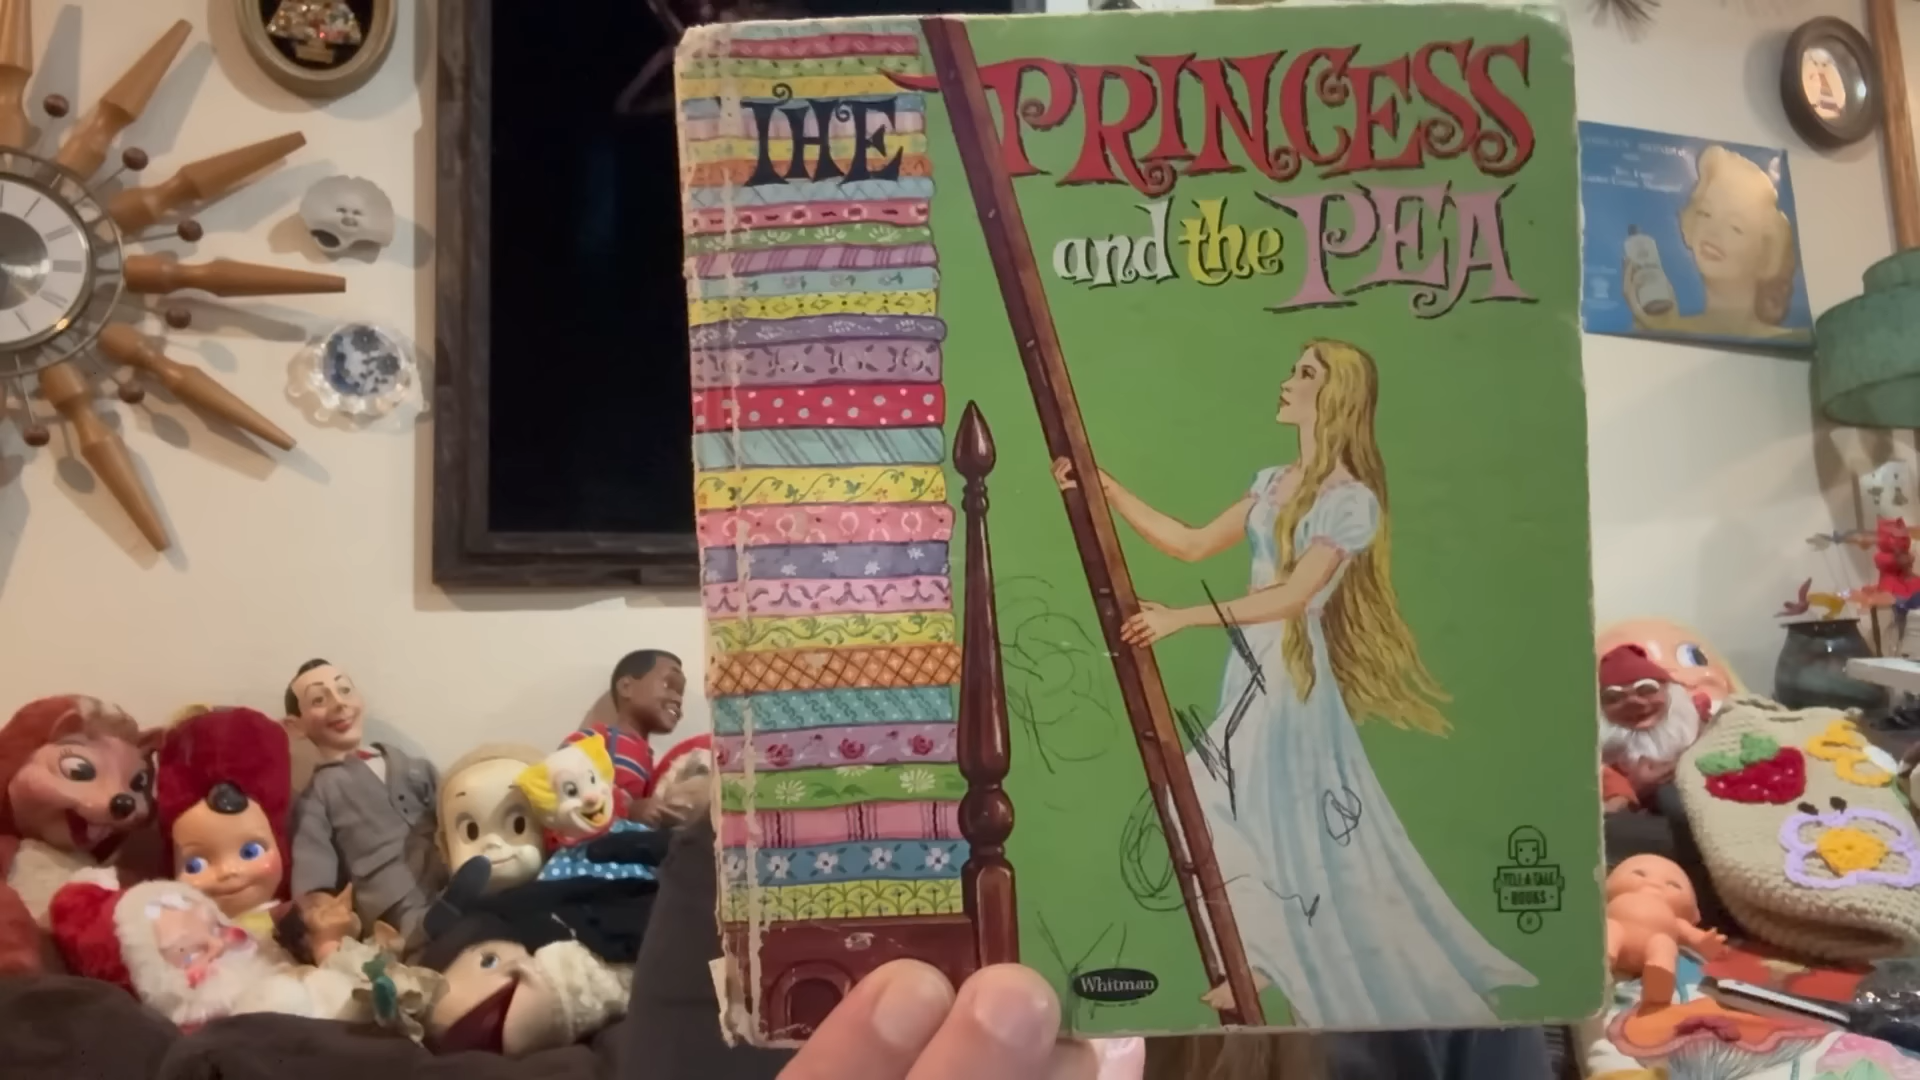 THE PRINCESS
and the PEA
TELL-A-TALE
BOOKS
Whitman